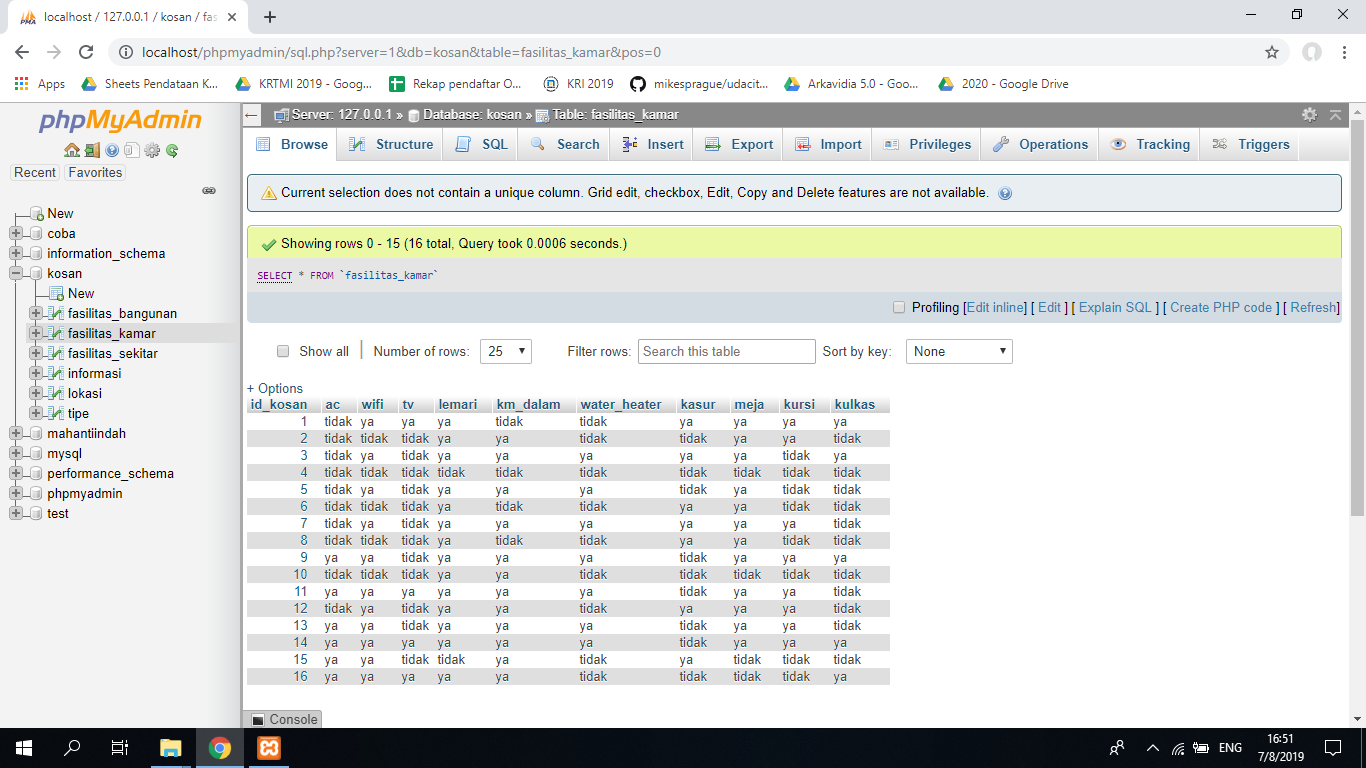 localhost / 127.0.0.1 / kosan / fas
localhost/phpmyadmin/sql.php?server=1&db=kosan&table=fasilitas_kamar&pos=0
Apps Sheets Pendataan K... KRTMI 2019 - Goog... Rekap pendaftar O... KRI 2019 mikesprague/udacit... Arkavidia 5.0 - Goo... 2020 - Google Drive
phpMyAdmin
Recent Favorites
New
coba
information_schema
kosan
New
fasilitas_bangunan
fasilitas_kamar
fasilitas_sekitar
informasi
lokasi
tipe
mahantiindah
mysql
performance_schema
phpmyadmin
test
Server: 127.0.0.1 » Database: kosan » Table: fasilitas_kamar
Browse Structure SQL Search Insert Export Import Privileges Operations Tracking Triggers
Current selection does not contain a unique column. Grid edit, checkbox, Edit, Copy and Delete features are not available.
Showing rows 0 - 15 (16 total, Query took 0.0006 seconds.)
SELECT * FROM `fasilitas_kamar`
Profiling [Edit inline] [ Edit ] [ Explain SQL ] [ Create PHP code ] [ Refresh]
Show all | Number of rows: 25 Filter rows: Search this table Sort by key: None
+ Options
id_kosan ac wifi tv lemari km_dalam water_heater kasur meja kursi kulkas
1 tidak ya ya ya tidak tidak ya ya ya ya
2 tidak tidak tidak ya ya tidak tidak ya ya tidak
3 tidak ya tidak ya ya ya ya ya tidak ya
4 tidak tidak tidak tidak tidak tidak tidak tidak tidak tidak
5 tidak ya tidak ya ya ya tidak ya tidak tidak
6 tidak tidak tidak ya tidak tidak ya ya tidak tidak
7 tidak ya tidak ya ya ya ya ya ya tidak
8 tidak tidak tidak ya tidak tidak ya ya tidak tidak
9 ya ya tidak ya ya ya tidak ya ya ya
10 tidak tidak tidak ya ya tidak tidak tidak tidak tidak
11 ya ya ya ya ya ya tidak ya ya tidak
12 tidak ya tidak ya ya tidak ya ya ya tidak
13 ya ya tidak ya ya ya tidak ya ya tidak
14 ya ya ya ya ya ya tidak ya ya ya
15 ya ya tidak tidak ya tidak ya tidak tidak tidak
16 ya ya ya ya ya tidak tidak tidak tidak ya
Console
ENG
16:51
7/8/2019